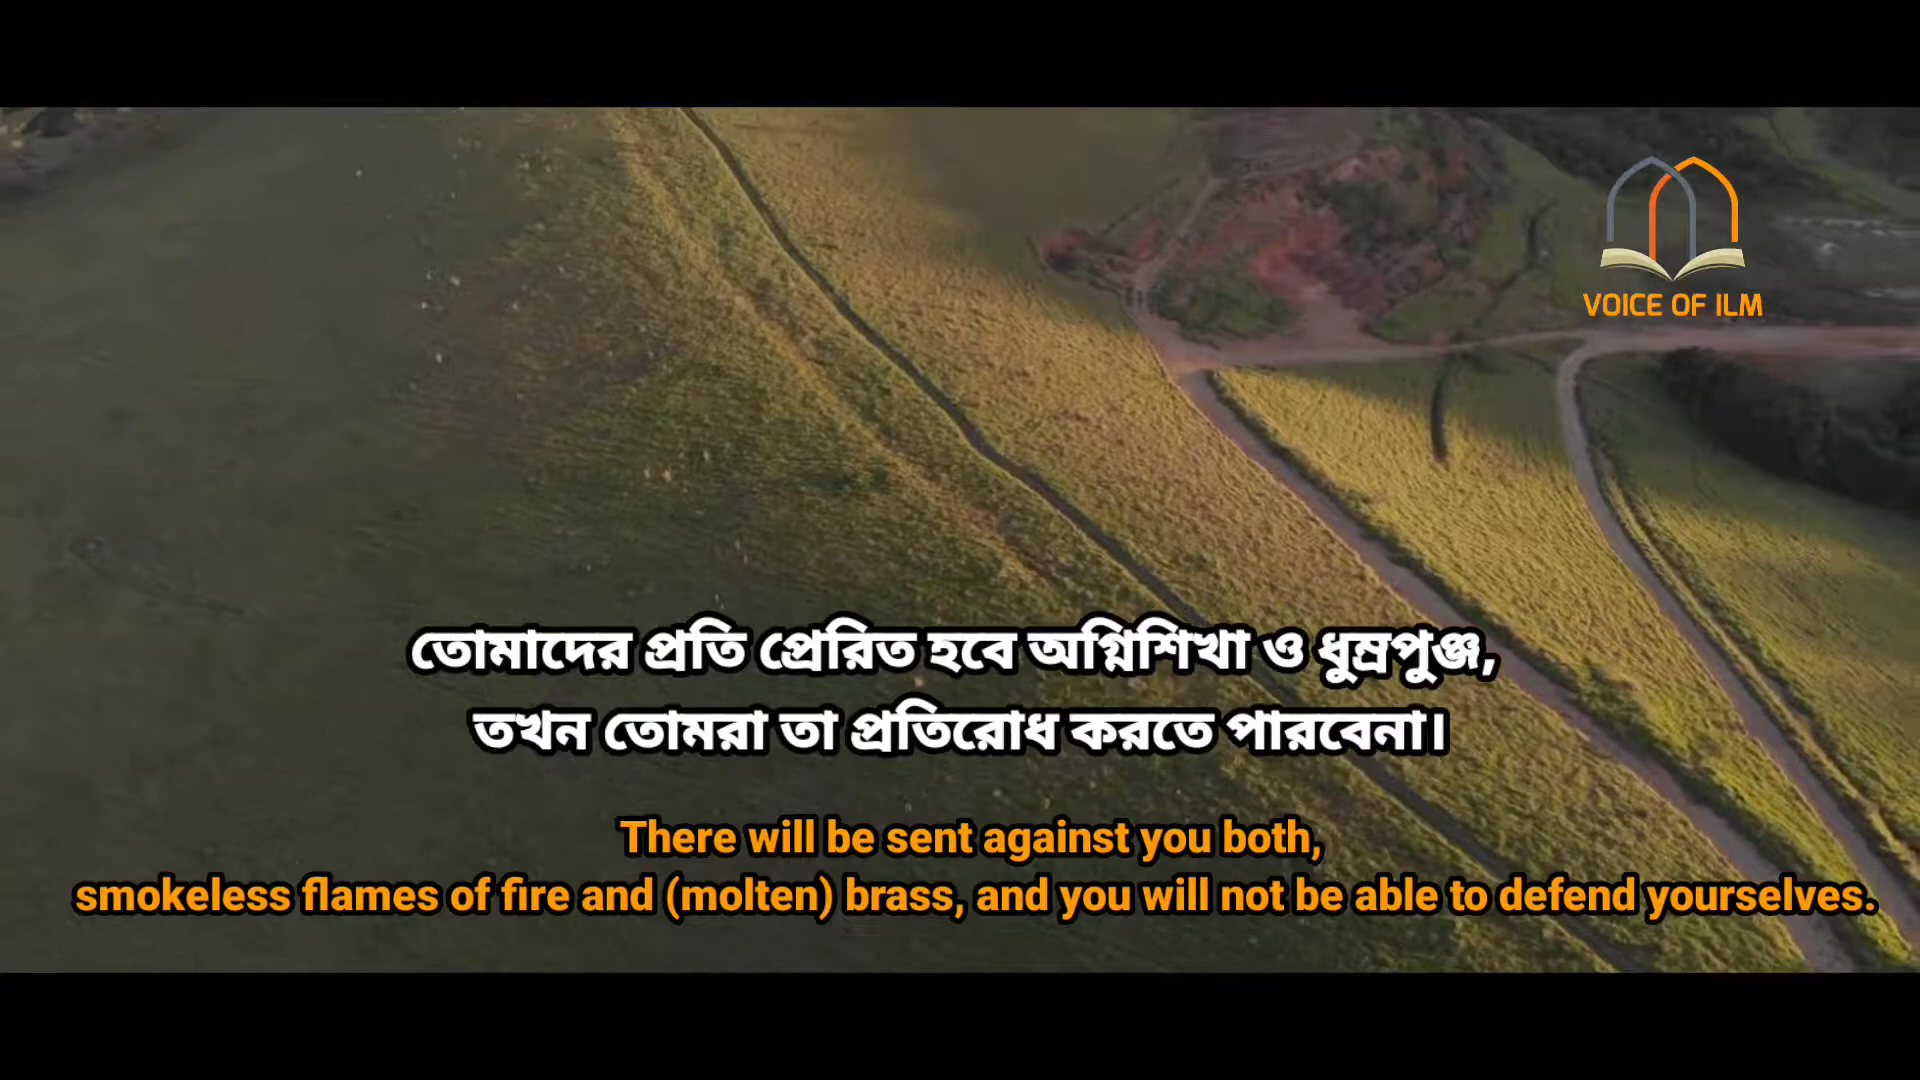 VOICE OF ILM
তোমাদের প্রতি প্রেরিত হবে অগ্নিশিখা ও ধুম্রপুঞ্জ,
তখন তোমরা তা প্রতিরোধ করতে পারবেনা।
There will be sent against you both,
smokeless flames of fire and (molten) brass, and you will not be able to defend yourselves.